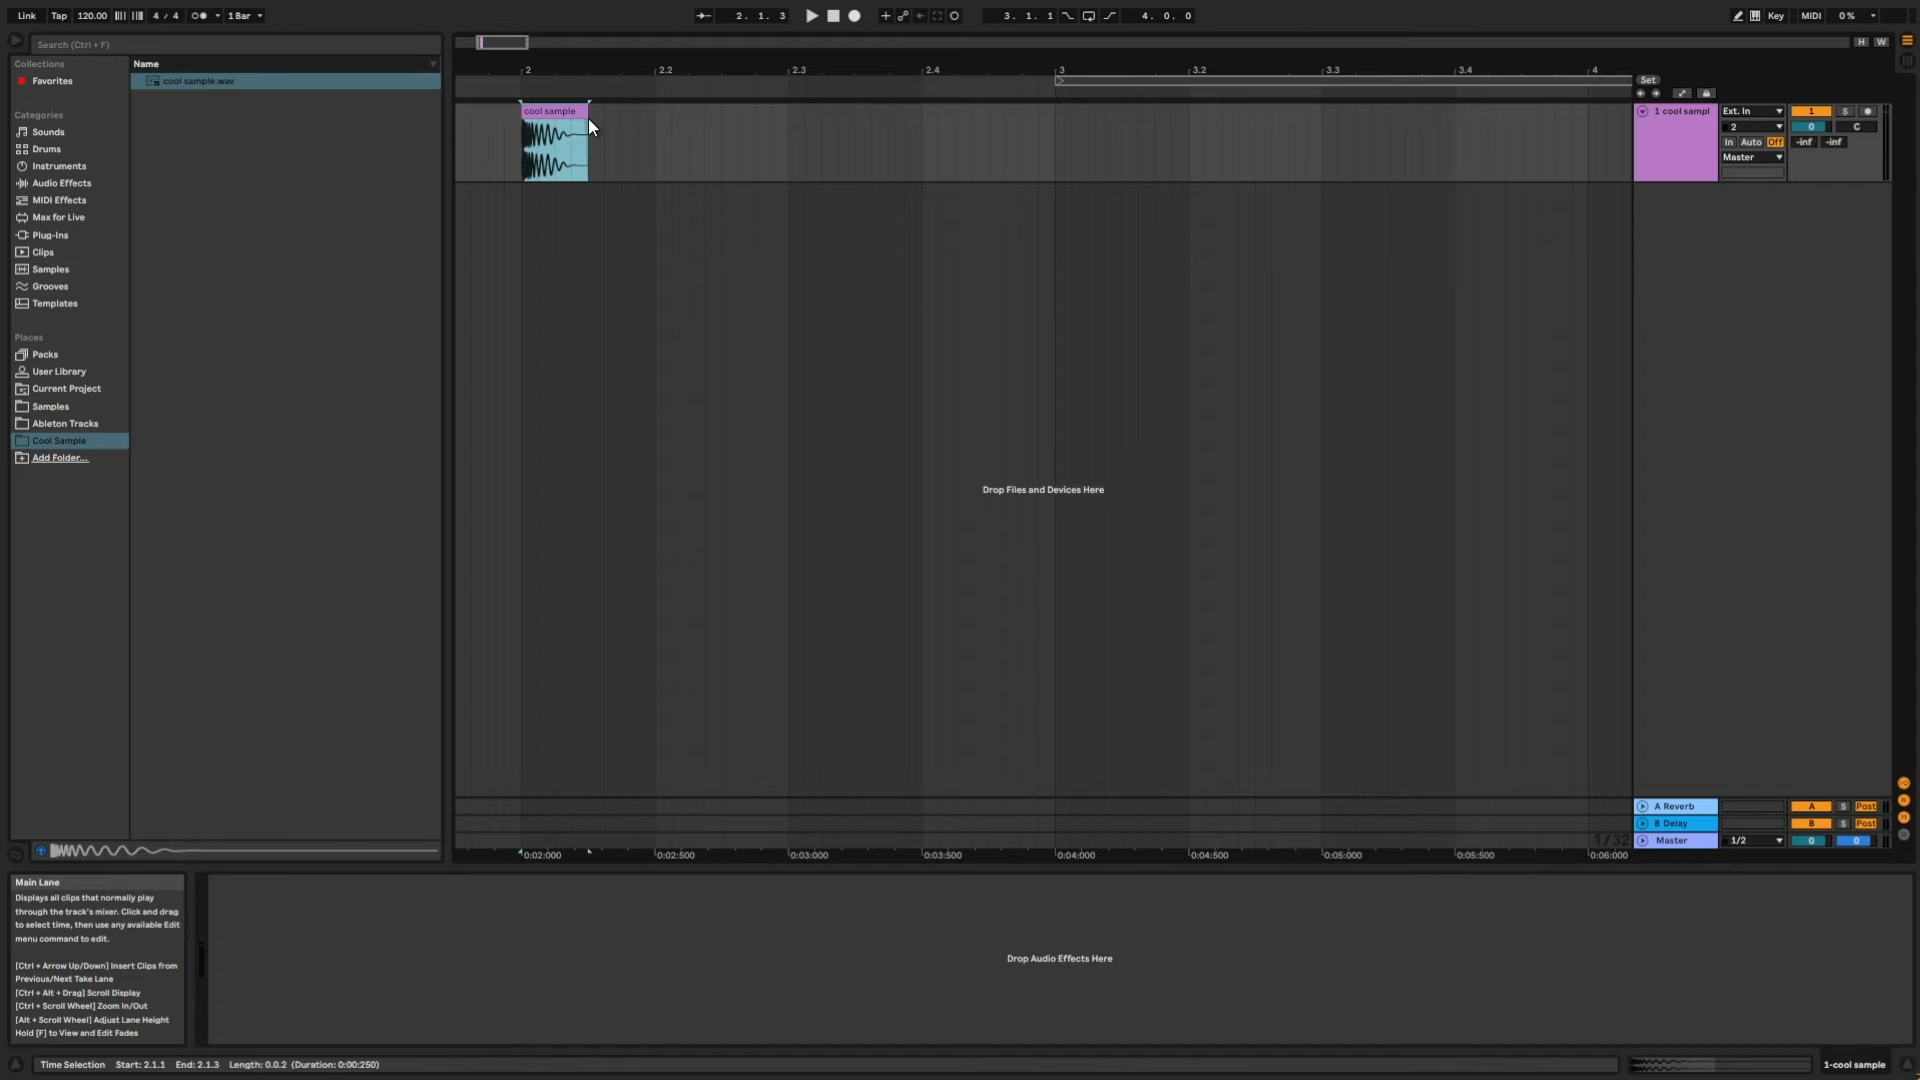 Link Tap 120.00 4 / 4 1 Bar 2. 1. 3 3. 1. 1 4. 0. 0 Key MIDI 0 %
Search (Ctrl + F)
H W
Collections
Favorites
Categories
Sounds
Drums
Instruments
Audio Effects
MIDI Effects
Max for Live
Plug-Ins
Clips
Samples
Grooves
Templates
Places
Packs
User Library
Current Project
Samples
Ableton Tracks
Cool Sample
Add Folder...
Name
cool sample.wav
2 2.2 2.3 2.4 3 3.2 3.3 3.4 4
Set
cool sample
1 cool sampl Ext. In 1 S
2 0 C
In Auto Off -inf -inf
Master
Drop Files and Devices Here
A Reverb A S Post
B Delay B S Post
1/32 Master 1/2 0 0
0:02:000 0:02:500 0:03:000 0:03:500 0:04:000 0:04:500 0:05:000 0:05:500 0:06:000
Main Lane
Displays all clips that normally play
through the track's mixer. Click and drag
to select time, then use any available Edit
menu command to edit.
[Ctrl + Arrow Up/Down] Insert Clips from
Previous/Next Take Lane
[Ctrl + Alt + Drag] Scroll Display
[Ctrl + Scroll Wheel] Zoom In/Out
[Alt + Scroll Wheel] Adjust Lane Height
Hold [F] to View and Edit Fades
Drop Audio Effects Here
Time Selection Start: 2.1.1 End: 2.1.3 Length: 0.0.2 (Duration: 0:00:250)
1-cool sample